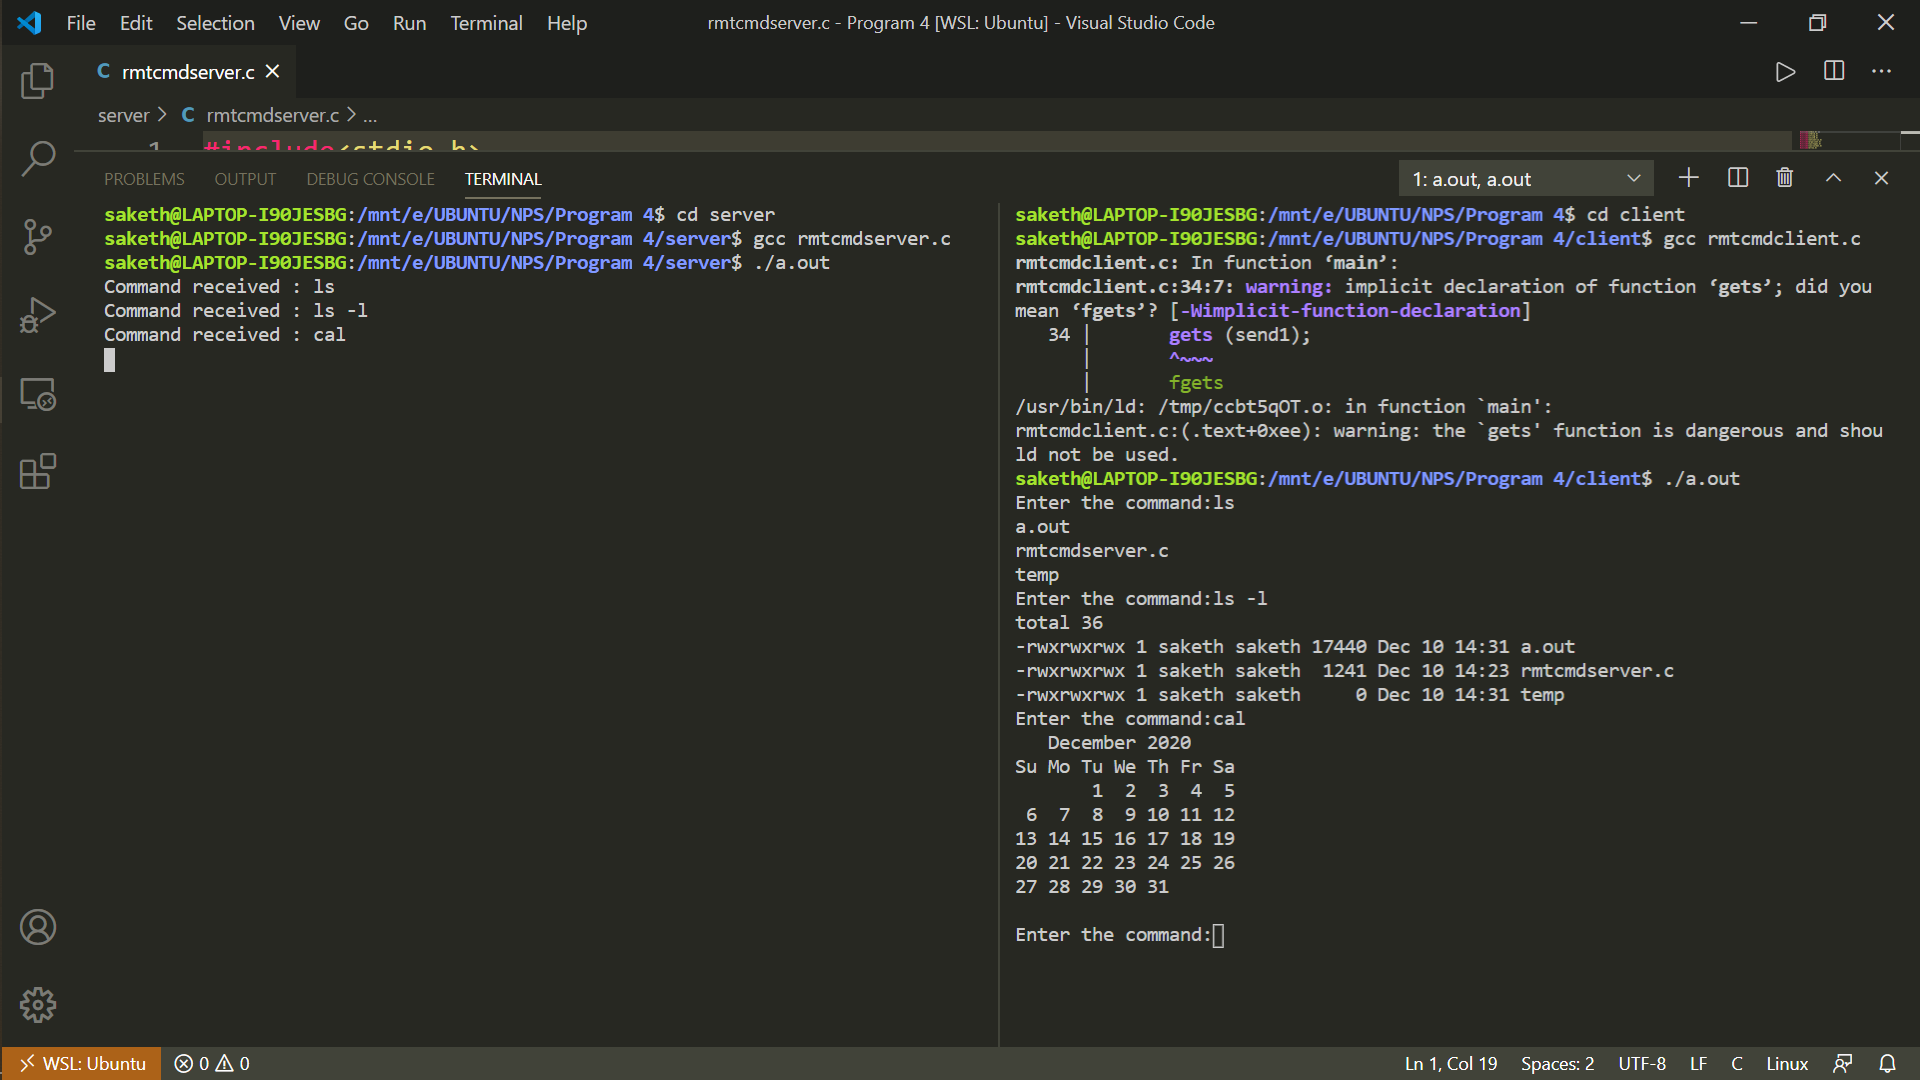 File Edit Selection View Go Run Terminal Help
rmtcmdserver.c - Program 4 [WSL: Ubuntu] - Visual Studio Code
C rmtcmdserver.c
server > C rmtcmdserver.c > ...
1 #include<stdio.h>
PROBLEMS OUTPUT DEBUG CONSOLE TERMINAL
1: a.out, a.out
saketh@LAPTOP-I90JESBG:/mnt/e/UBUNTU/NPS/Program 4$ cd server
saketh@LAPTOP-I90JESBG:/mnt/e/UBUNTU/NPS/Program 4/server$ gcc rmtcmdserver.c
saketh@LAPTOP-I90JESBG:/mnt/e/UBUNTU/NPS/Program 4/server$ ./a.out
Command received : ls
Command received : ls -l
Command received : cal
saketh@LAPTOP-I90JESBG:/mnt/e/UBUNTU/NPS/Program 4$ cd client
saketh@LAPTOP-I90JESBG:/mnt/e/UBUNTU/NPS/Program 4/client$ gcc rmtcmdclient.c
rmtcmdclient.c: In function ‘main’:
rmtcmdclient.c:34:7: warning: implicit declaration of function ‘gets’; did you
mean ‘fgets’? [-Wimplicit-function-declaration]
   34 |       gets (send1);
      |       ^~~~
      |       fgets
/usr/bin/ld: /tmp/ccbt5qOT.o: in function `main':
rmtcmdclient.c:(.text+0xee): warning: the `gets' function is dangerous and shou
ld not be used.
saketh@LAPTOP-I90JESBG:/mnt/e/UBUNTU/NPS/Program 4/client$ ./a.out
Enter the command:ls
a.out
rmtcmdserver.c
temp
Enter the command:ls -l
total 36
-rwxrwxrwx 1 saketh saketh 17440 Dec 10 14:31 a.out
-rwxrwxrwx 1 saketh saketh  1241 Dec 10 14:23 rmtcmdserver.c
-rwxrwxrwx 1 saketh saketh     0 Dec 10 14:31 temp
Enter the command:cal
   December 2020
Su Mo Tu We Th Fr Sa
       1  2  3  4  5
 6  7  8  9 10 11 12
13 14 15 16 17 18 19
20 21 22 23 24 25 26
27 28 29 30 31
Enter the command:
WSL: Ubuntu 0 0
Ln 1, Col 19 Spaces: 2 UTF-8 LF C Linux